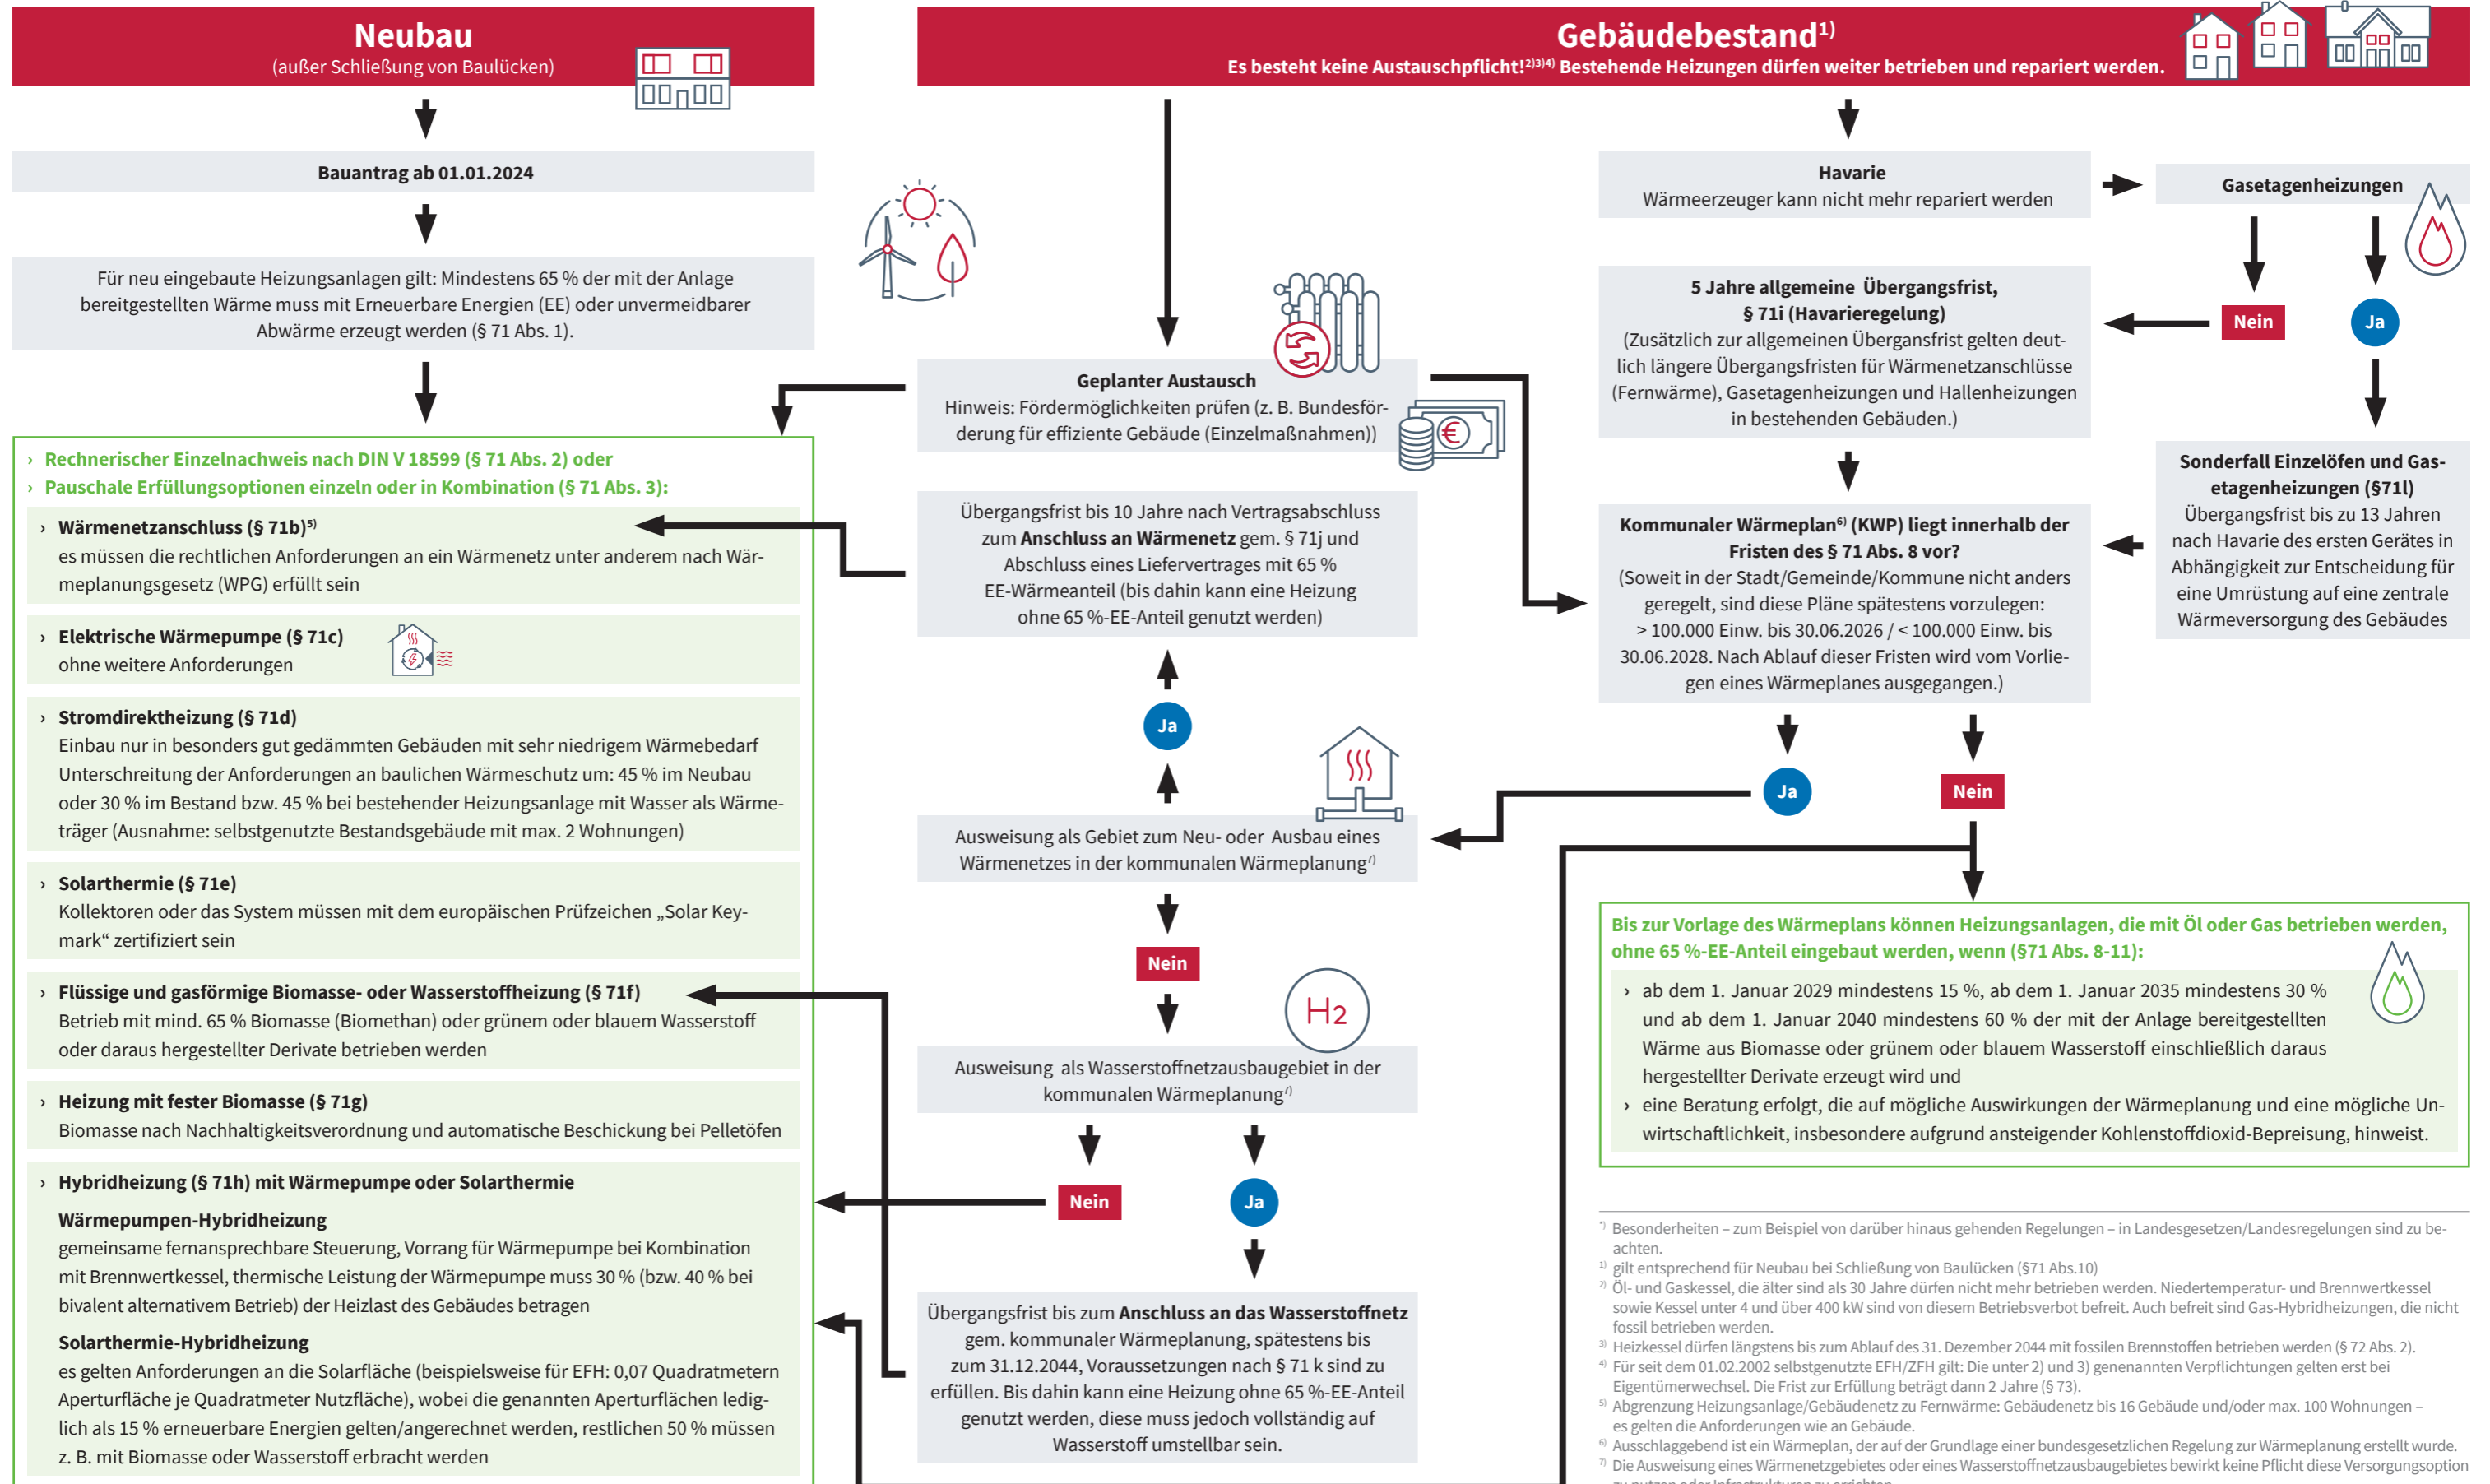 Neubau
(außer Schließung von Baulücken)
Bauantrag ab 01.01.2024
Für neu eingebaute Heizungsanlagen gilt: Mindestens 65 % der mit der Anlage
bereitgestellten Wärme muss mit Erneuerbare Energien (EE) oder unvermeidbarer
Abwärme erzeugt werden (§ 71 Abs. 1).
› Rechnerischer Einzelnachweis nach DIN V 18599 (§ 71 Abs. 2) oder
› Pauschale Erfüllungsoptionen einzeln oder in Kombination (§ 71 Abs. 3):
› Wärmenetzanschluss (§ 71b)5)
es müssen die rechtlichen Anforderungen an ein Wärmenetz unter anderem nach Wär-
meplanungsgesetz (WPG) erfüllt sein
› Elektrische Wärmepumpe (§ 71c)
ohne weitere Anforderungen
› Stromdirektheizung (§ 71d)
Einbau nur in besonders gut gedämmten Gebäuden mit sehr niedrigem Wärmebedarf
Unterschreitung der Anforderungen an baulichen Wärmeschutz um: 45 % im Neubau
oder 30 % im Bestand bzw. 45 % bei bestehender Heizungsanlage mit Wasser als Wärme-
träger (Ausnahme: selbstgenutzte Bestandsgebäude mit max. 2 Wohnungen)
› Solarthermie (§ 71e)
Kollektoren oder das System müssen mit dem europäischen Prüfzeichen „Solar Key-
mark“ zertifiziert sein
› Flüssige und gasförmige Biomasse- oder Wasserstoffheizung (§ 71f)
Betrieb mit mind. 65 % Biomasse (Biomethan) oder grünem oder blauem Wasserstoff
oder daraus hergestellter Derivate betrieben werden
› Heizung mit fester Biomasse (§ 71g)
Biomasse nach Nachhaltigkeitsverordnung und automatische Beschickung bei Pelletöfen
› Hybridheizung (§ 71h) mit Wärmepumpe oder Solarthermie
Wärmepumpen-Hybridheizung
gemeinsame fernansprechbare Steuerung, Vorrang für Wärmepumpe bei Kombination
mit Brennwertkessel, thermische Leistung der Wärmepumpe muss 30 % (bzw. 40 % bei
bivalent alternativem Betrieb) der Heizlast des Gebäudes betragen
Solarthermie-Hybridheizung
es gelten Anforderungen an die Solarfläche (beispielsweise für EFH: 0,07 Quadratmetern
Aperturfläche je Quadratmeter Nutzfläche), wobei die genannten Aperturflächen ledig-
lich als 15 % erneuerbare Energien gelten/angerechnet werden, restlichen 50 % müssen
z. B. mit Biomasse oder Wasserstoff erbracht werden
Gebäudebestand1)
Es besteht keine Austauschpflicht!2)3)4) Bestehende Heizungen dürfen weiter betrieben und repariert werden.
Geplanter Austausch
Hinweis: Fördermöglichkeiten prüfen (z. B. Bundesför-
derung für effiziente Gebäude (Einzelmaßnahmen))
€
Übergangsfrist bis 10 Jahre nach Vertragsabschluss
zum Anschluss an Wärmenetz gem. § 71j und
Abschluss eines Liefervertrages mit 65 %
EE-Wärmeanteil (bis dahin kann eine Heizung
ohne 65 %-EE-Anteil genutzt werden)
Ja
Ausweisung als Gebiet zum Neu- oder Ausbau eines
Wärmenetzes in der kommunalen Wärmeplanung7)
Nein
H2
Ausweisung als Wasserstoffnetzausbaugebiet in der
kommunalen Wärmeplanung7)
Nein
Ja
Übergangsfrist bis zum Anschluss an das Wasserstoffnetz
gem. kommunaler Wärmeplanung, spätestens bis
zum 31.12.2044, Voraussetzungen nach § 71 k sind zu
erfüllen. Bis dahin kann eine Heizung ohne 65 %-EE-Anteil
genutzt werden, diese muss jedoch vollständig auf
Wasserstoff umstellbar sein.
Havarie
Wärmeerzeuger kann nicht mehr repariert werden
Gasetagenheizungen
Nein
Ja
5 Jahre allgemeine Übergangsfrist,
§ 71i (Havarieregelung)
(Zusätzlich zur allgemeinen Übergansfrist gelten deut-
lich längere Übergangsfristen für Wärmenetzanschlüsse
(Fernwärme), Gasetagenheizungen und Hallenheizungen
in bestehenden Gebäuden.)
Sonderfall Einzelöfen und Gas-
etagenheizungen (§71l)
Übergangsfrist bis zu 13 Jahren
nach Havarie des ersten Gerätes in
Abhängigkeit zur Entscheidung für
eine Umrüstung auf eine zentrale
Wärmeversorgung des Gebäudes
Kommunaler Wärmeplan6) (KWP) liegt innerhalb der
Fristen des § 71 Abs. 8 vor?
(Soweit in der Stadt/Gemeinde/Kommune nicht anders
geregelt, sind diese Pläne spätestens vorzulegen:
> 100.000 Einw. bis 30.06.2026 / < 100.000 Einw. bis
30.06.2028. Nach Ablauf dieser Fristen wird vom Vorlie-
gen eines Wärmeplanes ausgegangen.)
Ja
Nein
Bis zur Vorlage des Wärmeplans können Heizungsanlagen, die mit Öl oder Gas betrieben werden,
ohne 65 %-EE-Anteil eingebaut werden, wenn (§71 Abs. 8-11):
› ab dem 1. Januar 2029 mindestens 15 %, ab dem 1. Januar 2035 mindestens 30 %
und ab dem 1. Januar 2040 mindestens 60 % der mit der Anlage bereitgestellten
Wärme aus Biomasse oder grünem oder blauem Wasserstoff einschließlich daraus
hergestellter Derivate erzeugt wird und
› eine Beratung erfolgt, die auf mögliche Auswirkungen der Wärmeplanung und eine mögliche Un-
wirtschaftlichkeit, insbesondere aufgrund ansteigender Kohlenstoffdioxid-Bepreisung, hinweist.
*) Besonderheiten – zum Beispiel von darüber hinaus gehenden Regelungen – in Landesgesetzen/Landesregelungen sind zu be-
achten.
1) gilt entsprechend für Neubau bei Schließung von Baulücken (§71 Abs.10)
2) Öl- und Gaskessel, die älter sind als 30 Jahre dürfen nicht mehr betrieben werden. Niedertemperatur- und Brennwertkessel
sowie Kessel unter 4 und über 400 kW sind von diesem Betriebsverbot befreit. Auch befreit sind Gas-Hybridheizungen, die nicht
fossil betrieben werden.
3) Heizkessel dürfen längstens bis zum Ablauf des 31. Dezember 2044 mit fossilen Brennstoffen betrieben werden (§ 72 Abs. 2).
4) Für seit dem 01.02.2002 selbstgenutzte EFH/ZFH gilt: Die unter 2) und 3) genenannten Verpflichtungen gelten erst bei
Eigentümerwechsel. Die Frist zur Erfüllung beträgt dann 2 Jahre (§ 73).
5) Abgrenzung Heizungsanlage/Gebäudenetz zu Fernwärme: Gebäudenetz bis 16 Gebäude und/oder max. 100 Wohnungen –
es gelten die Anforderungen wie an Gebäude.
6) Ausschlaggebend ist ein Wärmeplan, der auf der Grundlage einer bundesgesetzlichen Regelung zur Wärmeplanung erstellt wurde.
7) Die Ausweisung eines Wärmenetzgebietes oder eines Wasserstoffnetzausbaugebietes bewirkt keine Pflicht diese Versorgungsoption